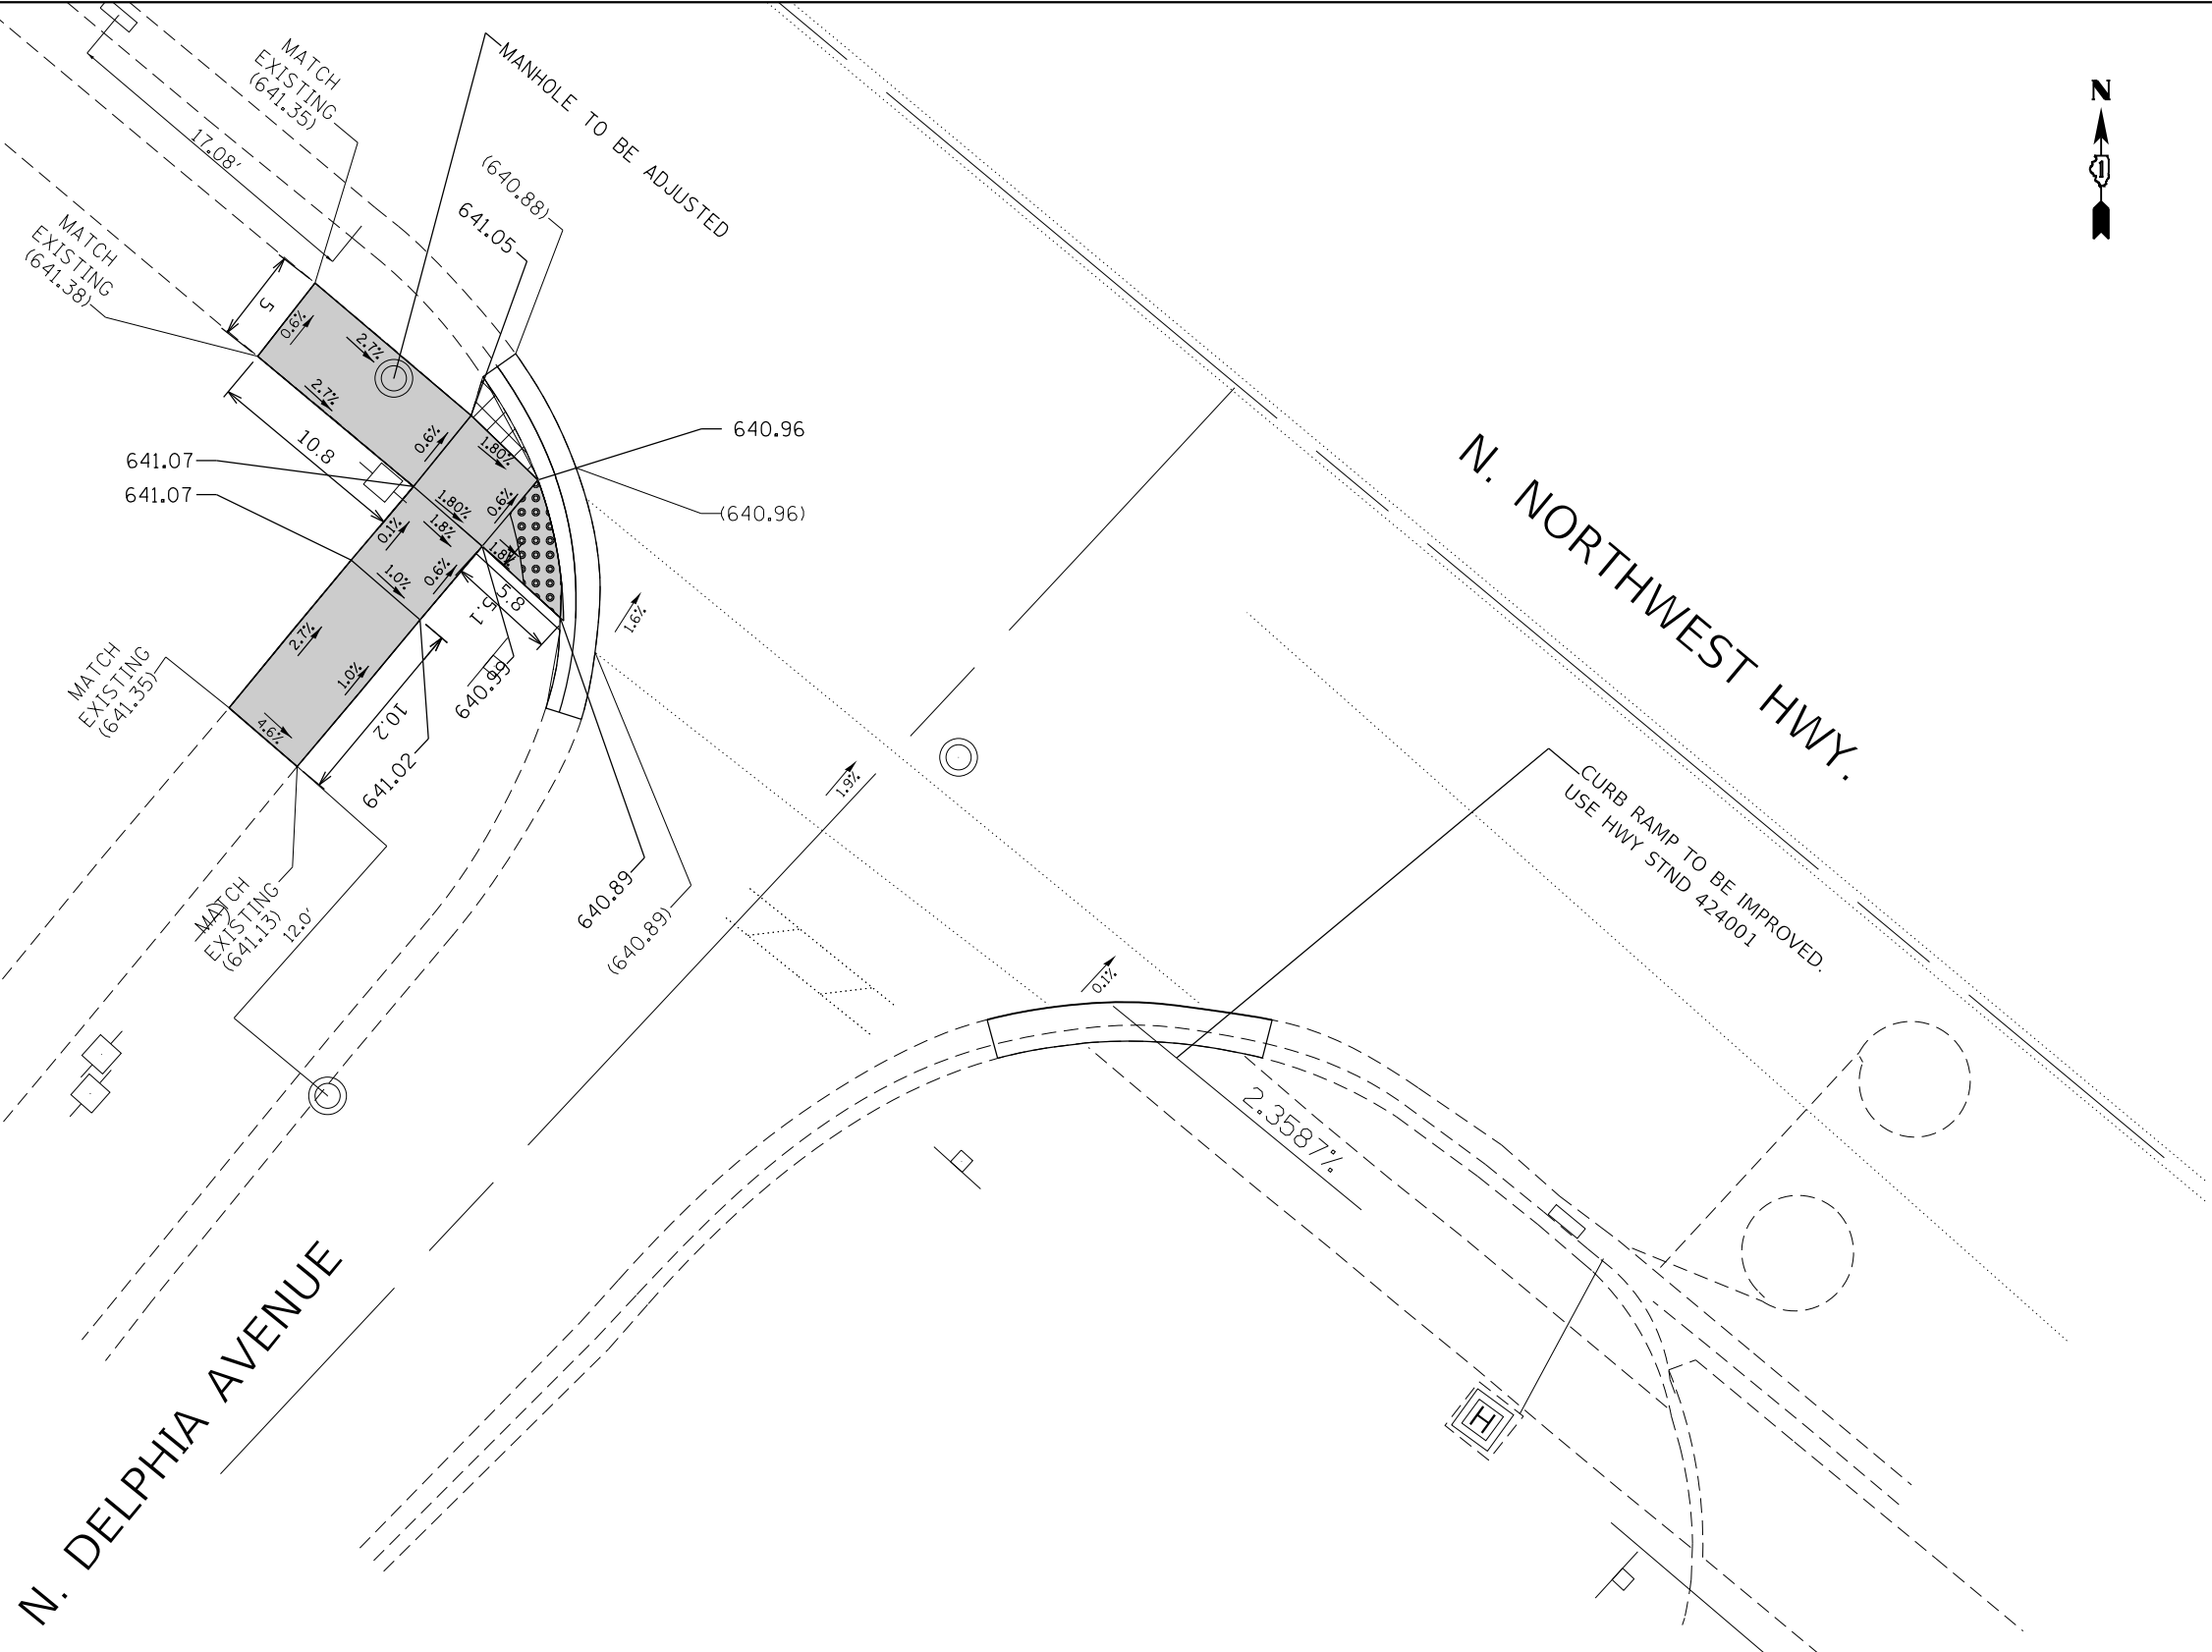 MATCH
EXISTING
(641.35)
MANHOLE TO BE ADJUSTED
N
1
17.08'
(640.88)
641.05
MATCH
EXISTING
(641.38)
5
0.6%
2.7%
2.7%
10.8
0.6%
1.80%
640.96
641.07
641.07
(640.96)
1.80%
0.6%
0.1%
1.8%
1.8%
1.0%
0.6%
5.8
5.1
1.6%
2.7%
1.0%
MATCH
EXISTING
(641.35)
4.6%
10.2
640.99
641.02
N. NORTHWEST HWY.
1.9%
CURB RAMP TO BE IMPROVED.
USE HWY STND 424001
640.89
(640.89)
MATCH
EXISTING
(641.13)
12.0'
0.1%
2.3587%
N. DELPHIA AVENUE
H